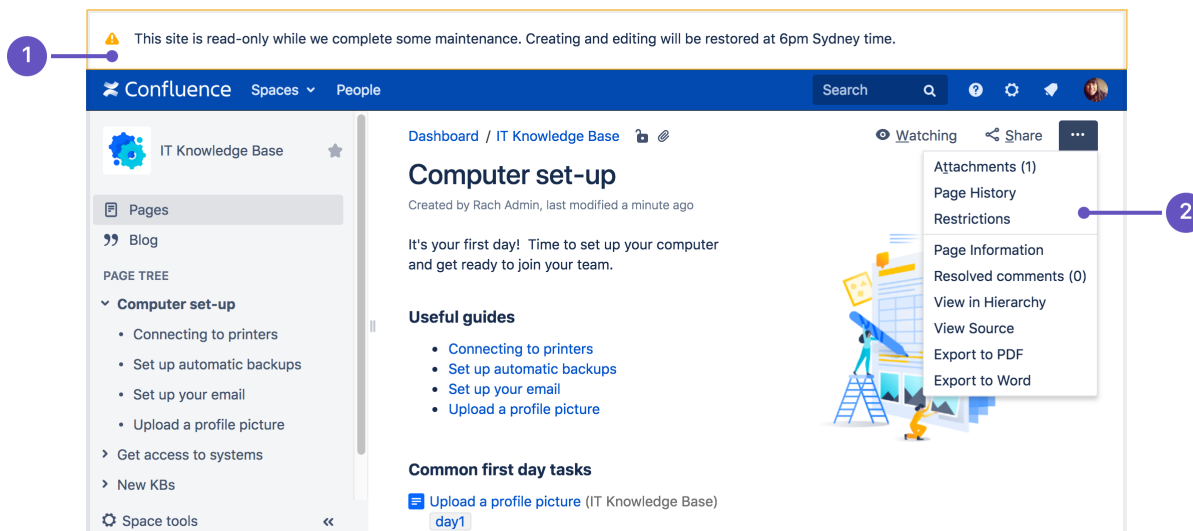 1
This site is read-only while we complete some maintenance. Creating and editing will be restored at 6pm Sydney time.
Confluence Spaces People Search
IT Knowledge Base
Pages
Blog
PAGE TREE
Computer set-up
Connecting to printers
Set up automatic backups
Set up your email
Upload a profile picture
Get access to systems
New KBs
Space tools
Dashboard / IT Knowledge Base
Watching Share
Computer set-up
Created by Rach Admin, last modified a minute ago
It's your first day! Time to set up your computer
and get ready to join your team.
Useful guides
Connecting to printers
Set up automatic backups
Set up your email
Upload a profile picture
Common first day tasks
Upload a profile picture (IT Knowledge Base)
day1
Attachments (1)
Page History
Restrictions
Page Information
Resolved comments (0)
View in Hierarchy
View Source
Export to PDF
Export to Word
2